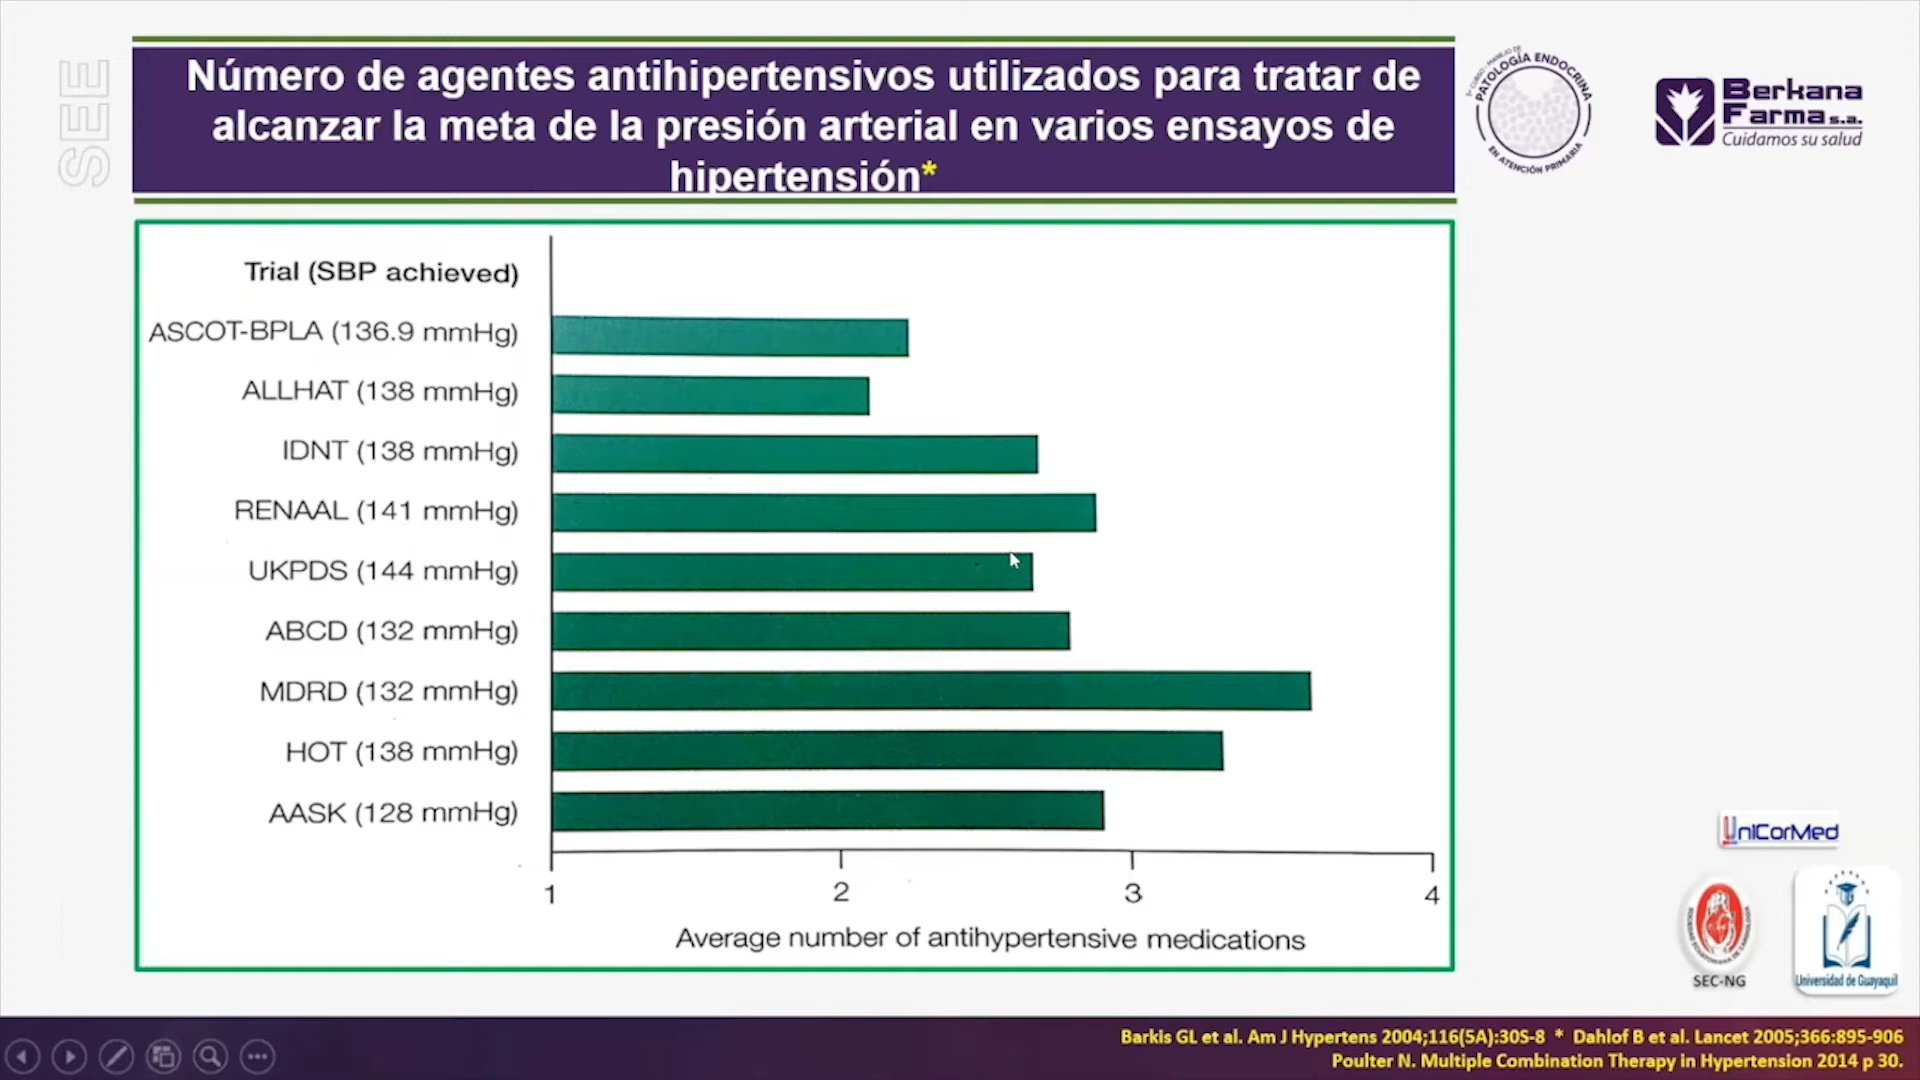 SEE
Número de agentes antihipertensivos utilizados para tratar de
alcanzar la meta de la presión arterial en varios ensayos de
hipertensión*
PATOLOGÍA ENDOCRINA
EN ATENCIÓN PRIMARIA
Berkana
Farma s.a.
Cuidamos su salud
Trial (SBP achieved)
ASCOT-BPLA (136.9 mmHg)
ALLHAT (138 mmHg)
IDNT (138 mmHg)
RENAAL (141 mmHg)
UKPDS (144 mmHg)
ABCD (132 mmHg)
MDRD (132 mmHg)
HOT (138 mmHg)
AASK (128 mmHg)
1 2 3 4
Average number of antihypertensive medications
UniCorMed
SEC-NG
Universidad de Guayaquil
Barkis GL et al. Am J Hypertens 2004;116(5A):30S-8 * Dahlof B et al. Lancet 2005;366:895-906
Poulter N. Multiple Combination Therapy in Hypertension 2014 p 30.